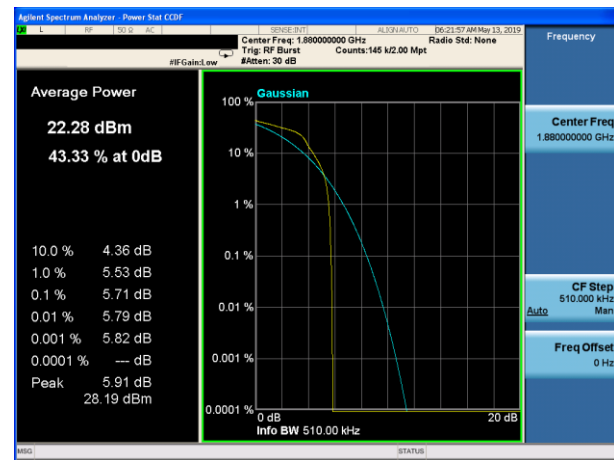 Agilent Spectrum Analyzer - Power Stat CCDF
L RF 50 Ω AC SENSE:INT ALIGNAUTO 06:21:57 AM May 13, 2019
Center Freq: 1.880000000 GHz Radio Std: None
Trig: RF Burst Counts:145 k/2.00 Mpt
#IFGain:Low #Atten: 30 dB
Frequency
Average Power
22.28 dBm
43.33 % at 0dB
10.0 % 4.36 dB
1.0 % 5.53 dB
0.1 % 5.71 dB
0.01 % 5.79 dB
0.001 % 5.82 dB
0.0001 % --- dB
Peak 5.91 dB
28.19 dBm
Gaussian
100 %
10 %
1 %
0.1 %
0.01 %
0.001 %
0.0001 %
0 dB 20 dB
Info BW 510.00 kHz
Center Freq
1.880000000 GHz
CF Step
510.000 kHz
Auto Man
Freq Offset
0 Hz
MSG STATUS